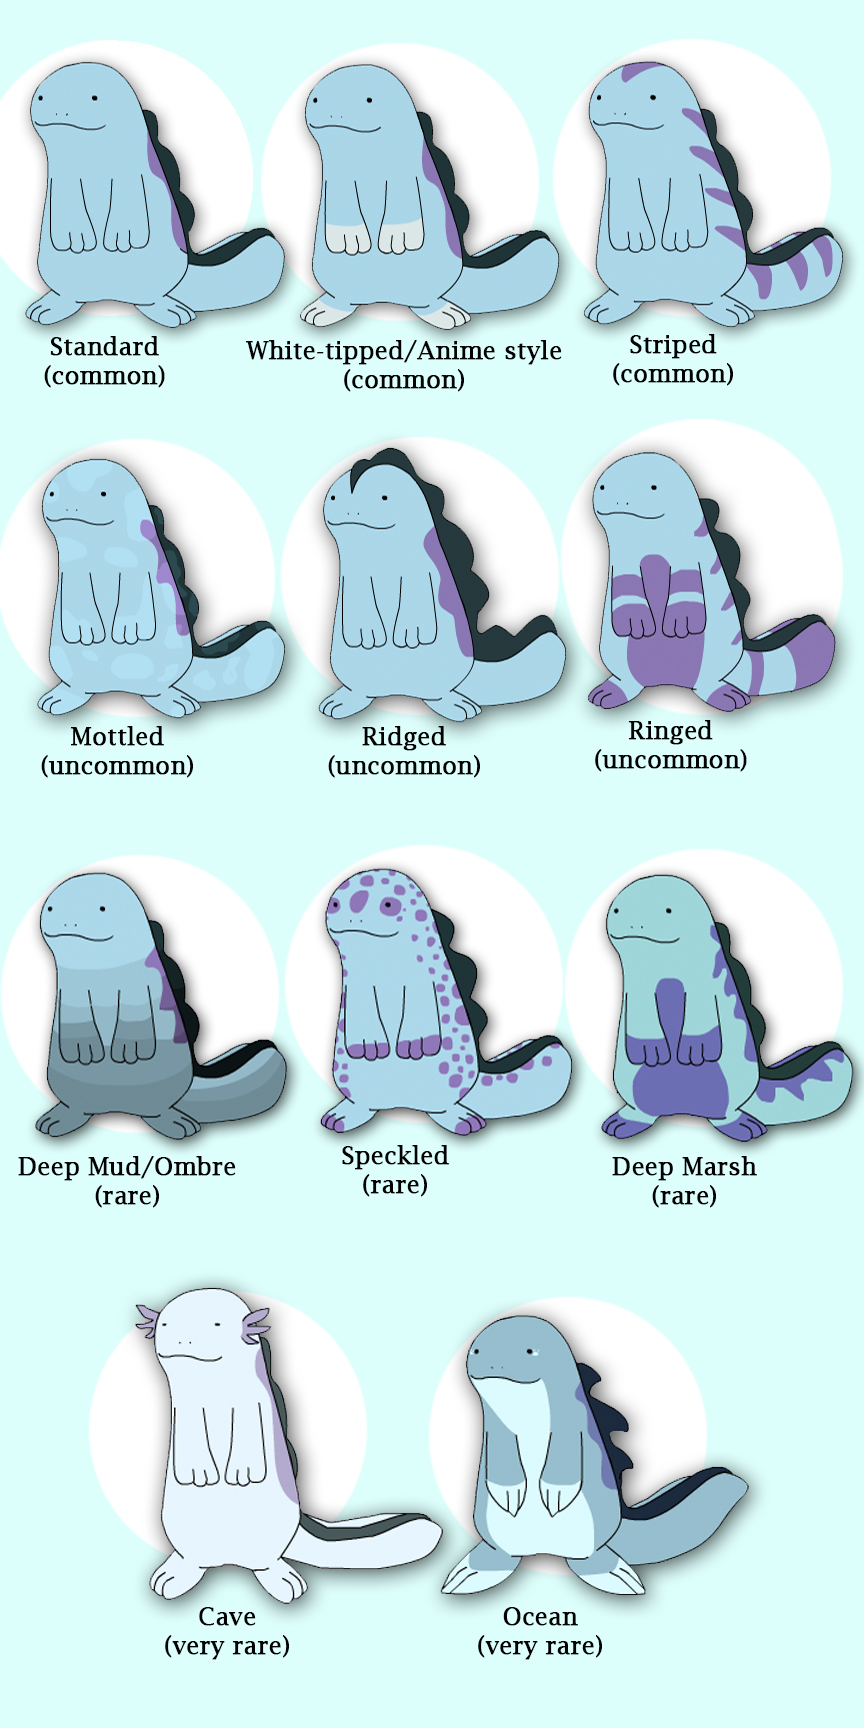 Standard
(common)
White-tipped/Anime style
(common)
Striped
(common)
Mottled
(uncommon)
Ridged
(uncommon)
Ringed
(uncommon)
Deep Mud/Ombre
(rare)
Speckled
(rare)
Deep Marsh
(rare)
Cave
(very rare)
Ocean
(very rare)